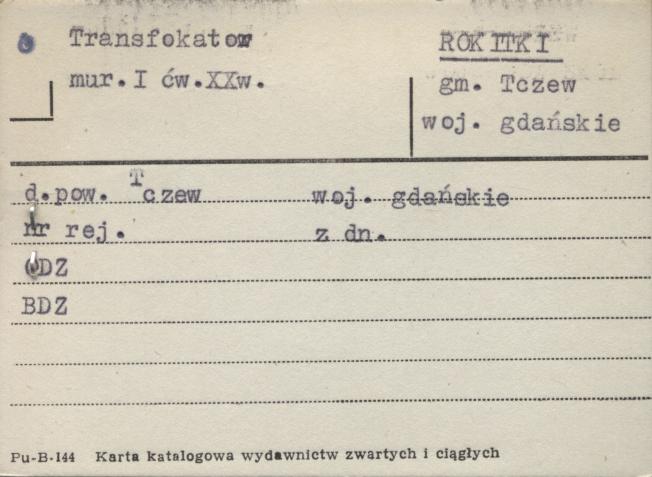 Transfokator
mur. I ćw. XXw.
ROKITKI
gm. Tczew
woj. gdańskie
d. pow. Tczew woj. gdańskie
nr rej. z dn.
ODZ
BDZ
Pu-B-144 Karta katalogowa wydawnictw zwartych i ciągłych